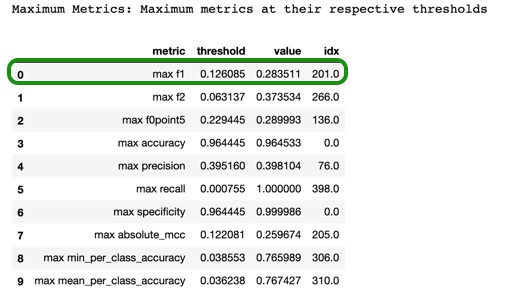 Maximum Metrics: Maximum metrics at their respective thresholds
metric threshold value idx
0 max f1 0.126085 0.283511 201.0
1 max f2 0.063137 0.373534 266.0
2 max f0point5 0.229445 0.289993 136.0
3 max accuracy 0.964445 0.964533 0.0
4 max precision 0.395160 0.398104 76.0
5 max recall 0.000755 1.000000 398.0
6 max specificity 0.964445 0.999986 0.0
7 max absolute_mcc 0.122081 0.259674 205.0
8 max min_per_class_accuracy 0.038553 0.765989 306.0
9 max mean_per_class_accuracy 0.036238 0.767427 310.0